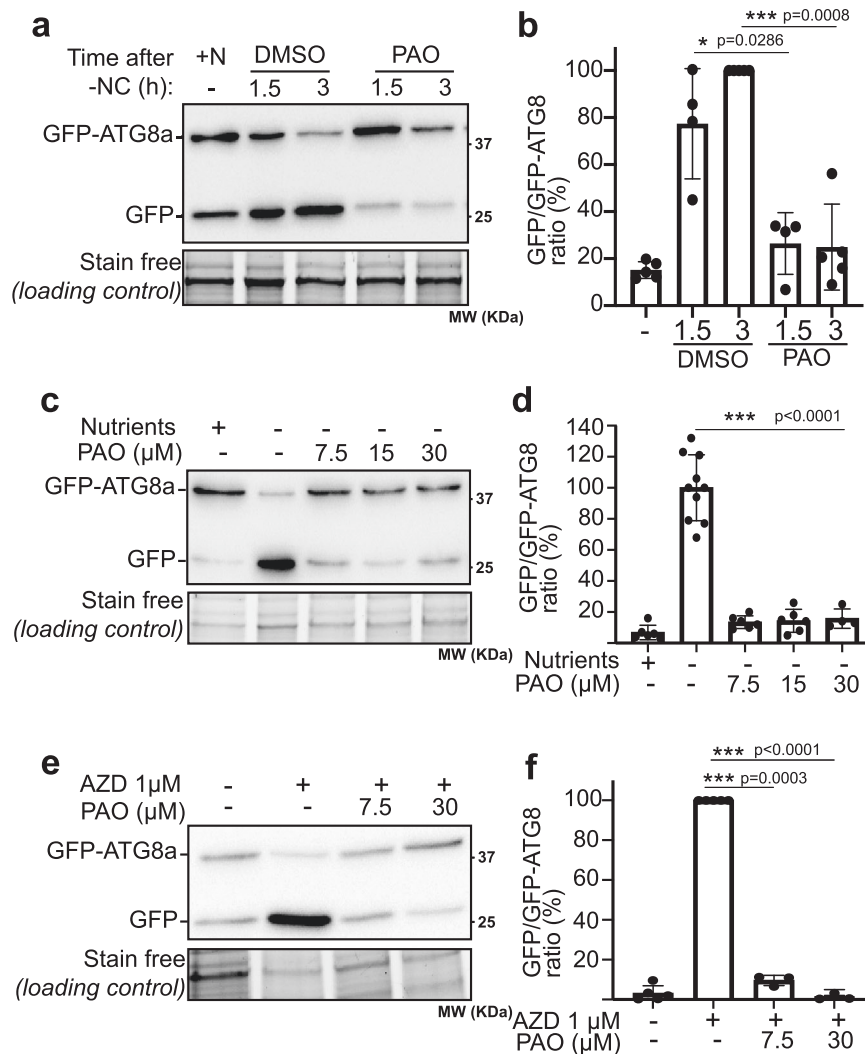 a
Time after +N DMSO PAO
-NC (h): - 1.5 3 1.5 3
GFP-ATG8a
37
GFP
25
Stain free
(loading control)
MW (KDa)
b
*** p=0.0008
* p=0.0286
GFP/GFP-ATG8
ratio (%)
100
80
60
40
20
0
- 1.5 3 1.5 3
DMSO PAO
c
Nutrients + - - - -
PAO (µM) - - 7.5 15 30
GFP-ATG8a
37
GFP
25
Stain free
(loading control)
MW (KDa)
d
*** p<0.0001
GFP/GFP-ATG8
ratio (%)
140
120
100
80
60
40
20
Nutrients + - - - -
PAO (µM) - - 7.5 15 30
e
AZD 1µM - + + +
PAO (µM) - - 7.5 30
GFP-ATG8a
37
GFP
25
Stain free
(loading control)
MW (KDa)
f
*** p<0.0001
*** p=0.0003
GFP/GFP-ATG8
ratio (%)
100
80
60
40
20
AZD 1 µM - + + +
PAO (µM) - - 7.5 30